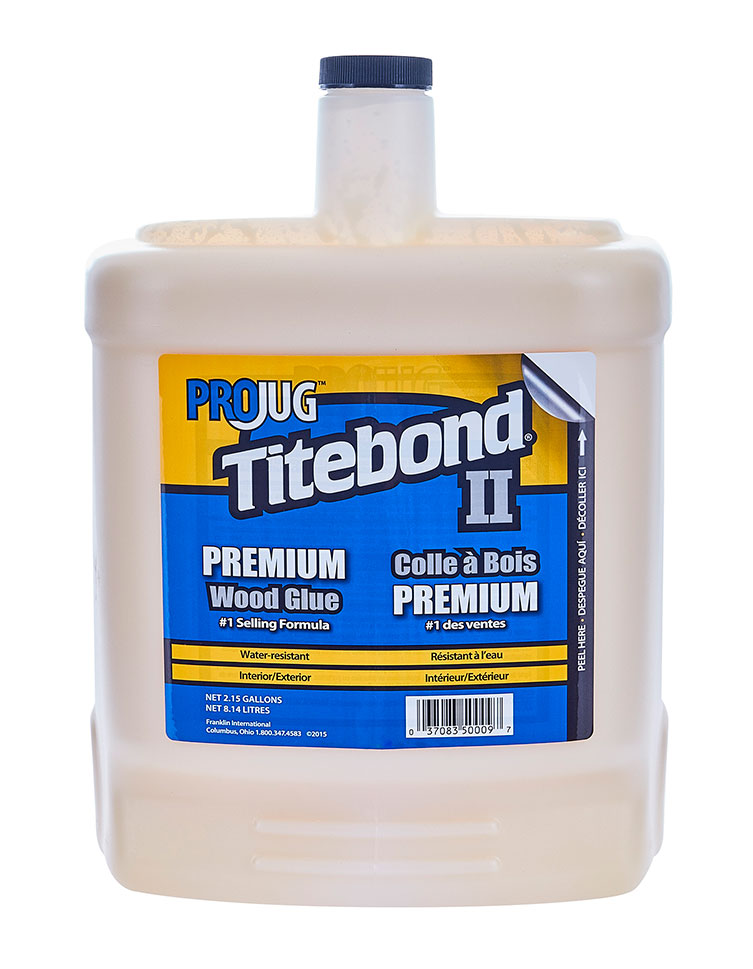 PROJUG™
Titebond®
II
PREMIUM
Wood Glue
#1 Selling Formula
Colle à Bois
PREMIUM
#1 des ventes
Water-resistant
Résistant à l'eau
Interior/Exterior
Intérieur/Extérieur
NET 2.15 GALLONS
NET 8.14 LITRES
Franklin International
Columbus, Ohio 1.800.347.4583 ©2015
0 37083 50009 7
PEEL HERE • DESPEGUE AQUÍ • DÉCOLLER ICI